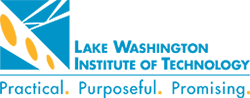 Lake Washington
Institute of Technology
Practical. Purposeful. Promising.